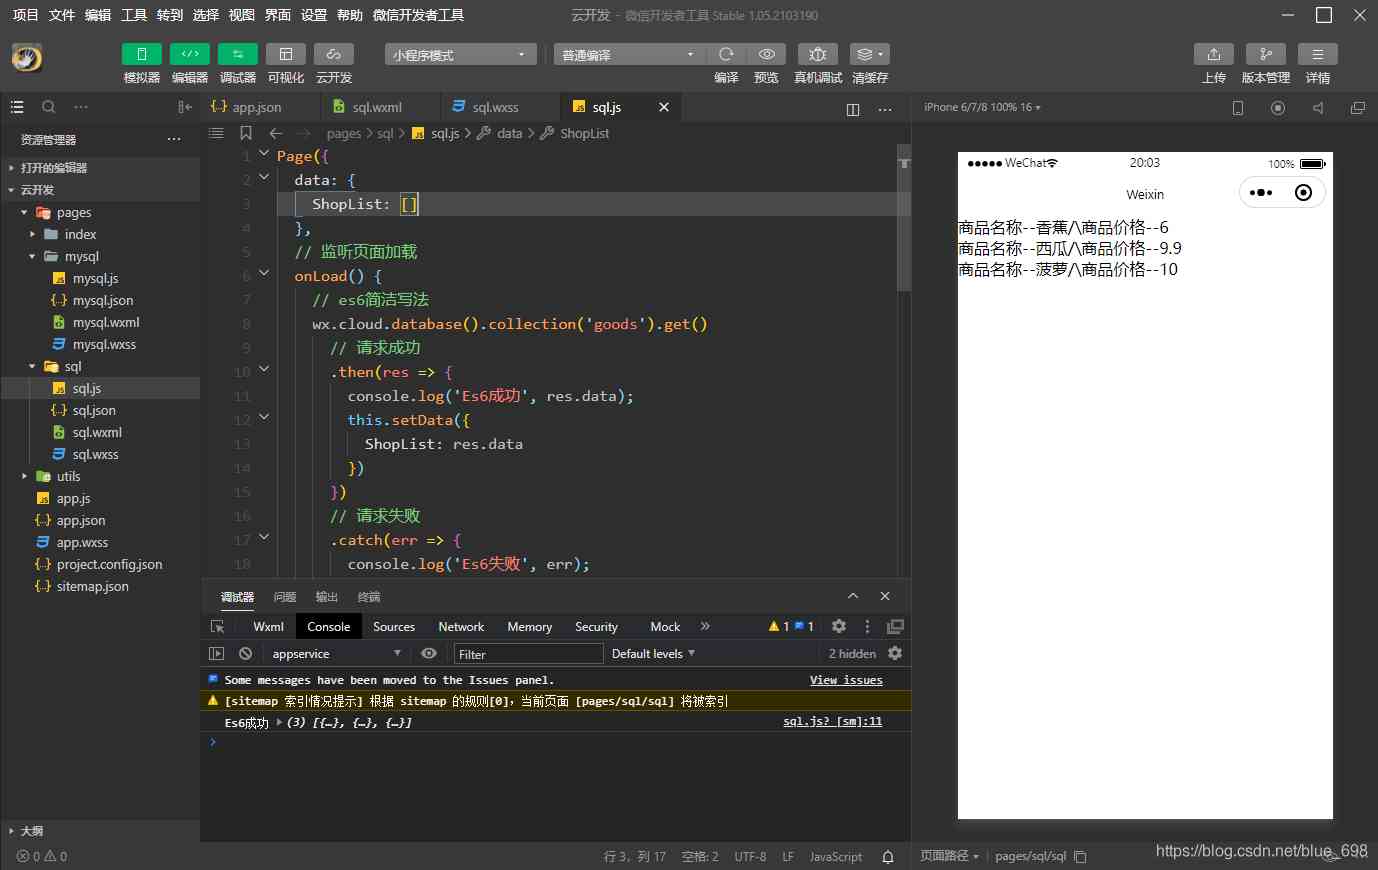 项目 文件 编辑 工具 转到 选择 视图 界面 设置 帮助 微信开发者工具
云开发 - 微信开发者工具 Stable 1.05.2103190
模拟器 编辑器 调试器 可视化 云开发
小程序模式
普通编译
编译 预览 真机调试 清缓存
上传 版本管理 详情
app.json
sql.wxml
sql.wxss
sql.js
pages > sql > sql.js > data > ShopList
资源管理器
打开的编辑器
云开发
pages
index
mysql
mysql.js
mysql.json
mysql.wxml
mysql.wxss
sql
sql.js
sql.json
sql.wxml
sql.wxss
utils
app.js
app.json
app.wxss
project.config.json
sitemap.json
大纲
0 0
1 Page({
2 data: {
3 ShopList: []
4 },
5 // 监听页面加载
6 onLoad() {
7 // es6简洁写法
8 wx.cloud.database().collection('goods').get()
9 // 请求成功
10 .then(res => {
11 console.log('Es6成功', res.data);
12 this.setData({
13 ShopList: res.data
14 })
15 })
16 // 请求失败
17 .catch(err => {
18 console.log('Es6失败', err);
调试器 问题 输出 终端
Wxml Console Sources Network Memory Security Mock » 1 1
appservice
Filter
Default levels
2 hidden
Some messages have been moved to the Issues panel.
View issues
[sitemap 索引情况提示] 根据 sitemap 的规则[0]，当前页面 [pages/sql/sql] 将被索引
Es6成功 (3) [{…}, {…}, {…}]
sql.js? [sm]:11
行 3，列 17 空格: 2 UTF-8 LF JavaScript
iPhone 6/7/8 100% 16
WeChat
20:03
100%
Weixin
商品名称--香蕉/\商品价格--6
商品名称--西瓜/\商品价格--9.9
商品名称--菠萝/\商品价格--10
页面路径 pages/sql/sql
https://blog.csdn.net/blue_698